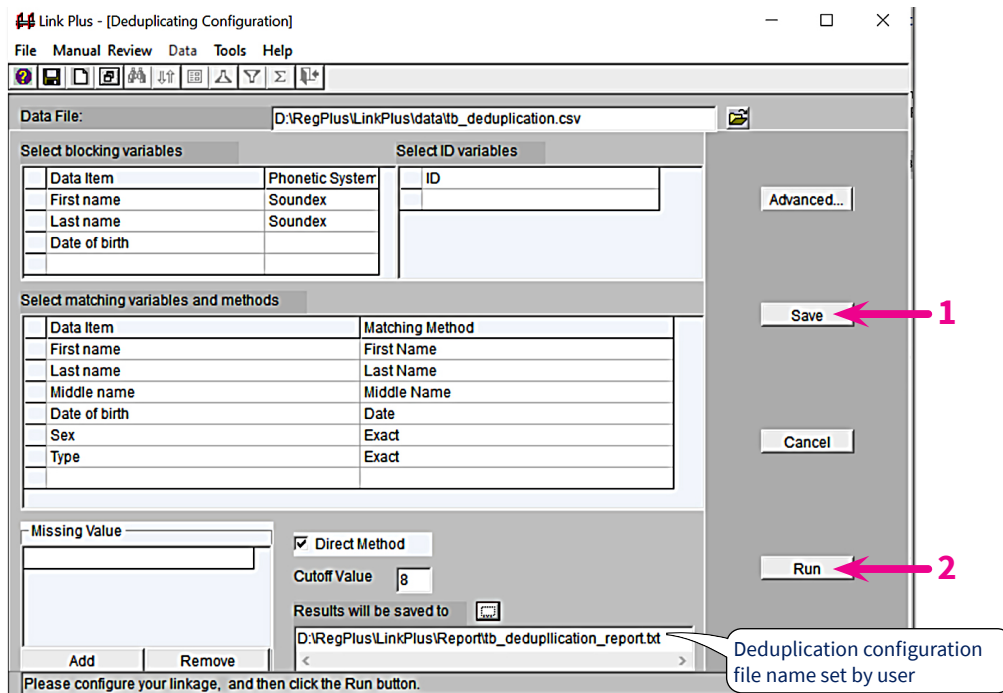 Link Plus - [Deduplicating Configuration]
File Manual Review Data Tools Help
Data File: D:\RegPlus\LinkPlus\data\tb_deduplication.csv
Select blocking variables
Data Item Phonetic System
First name Soundex
Last name Soundex
Date of birth
Select ID variables
ID
Advanced...
Select matching variables and methods
Data Item Matching Method
First name First Name
Last name Last Name
Middle name Middle Name
Date of birth Date
Sex Exact
Type Exact
Save 1
Cancel
Missing Value
Add Remove
Direct Method
Cutoff Value 8
Results will be saved to
D:\RegPlus\LinkPlus\Report\tb_dedupllication_report.txt
Run 2
Deduplication configuration
file name set by user
Please configure your linkage, and then click the Run button.